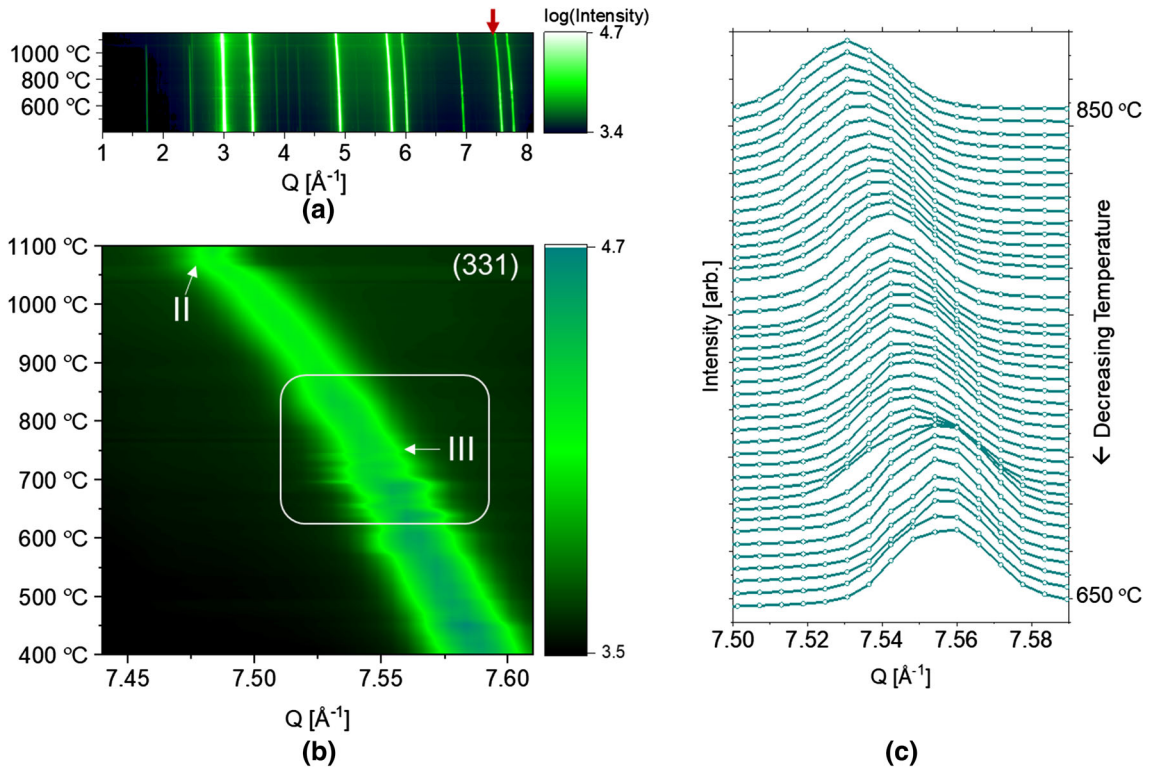 log(Intensity)
4.7
3.4
1000 °C
800 °C
600 °C
1 2 3 4 5 6 7 8
Q [Å-1]
(a)
1100 °C
1000 °C
900 °C
800 °C
700 °C
600 °C
500 °C
400 °C
(331)
II
III
4.7
3.5
7.45 7.50 7.55 7.60
Q [Å-1]
(b)
Intensity [arb.]
850 °C
← Decreasing Temperature
650 °C
7.50 7.52 7.54 7.56 7.58
Q [Å-1]
(c)